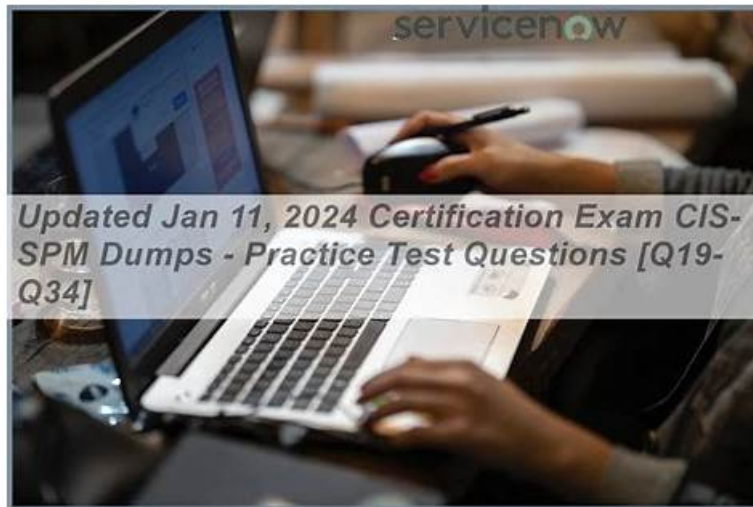 servicenow
Updated Jan 11, 2024 Certification Exam CIS-
SPM Dumps - Practice Test Questions [Q19-
Q34]